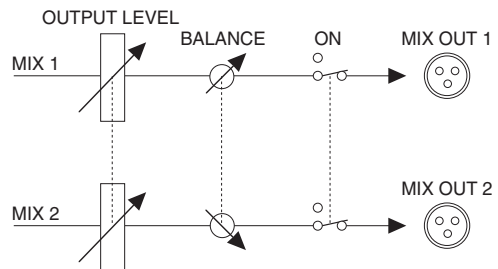 OUTPUT LEVEL
BALANCE ON MIX OUT 1
MIX 1
MIX OUT 2
MIX 2